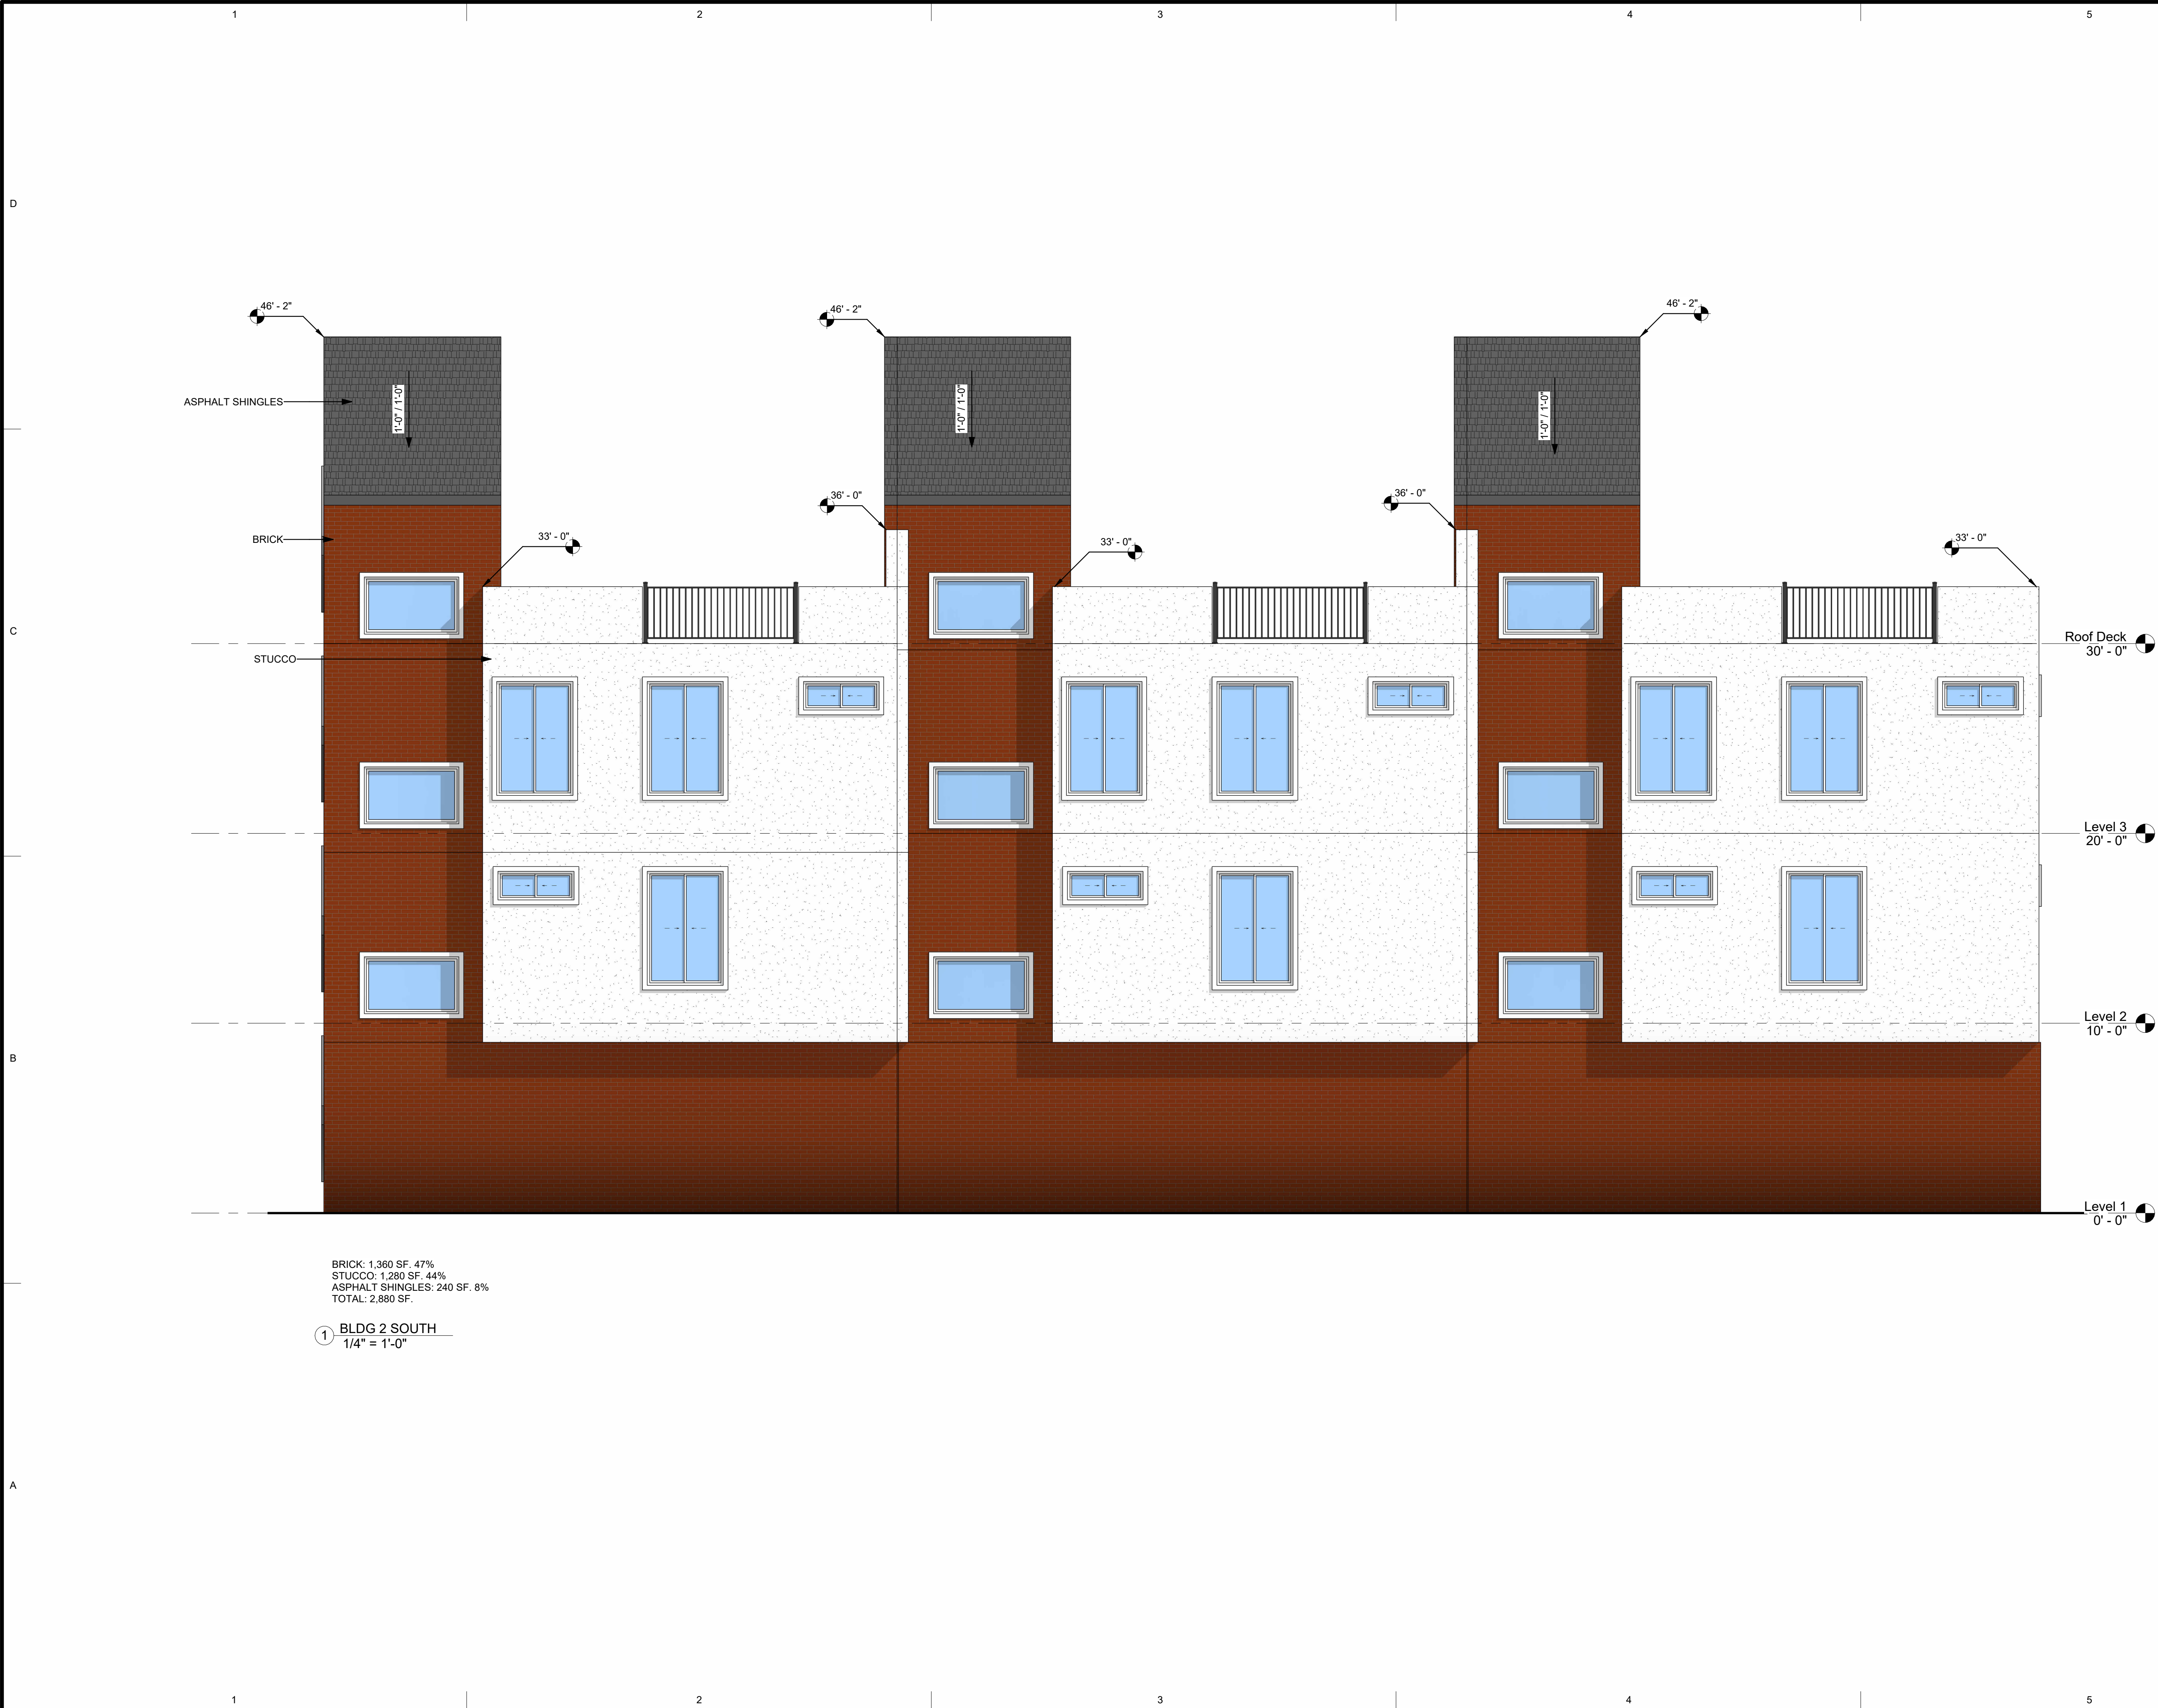 1 2 3 4 5
D
46' - 2" 46' - 2" 46' - 2"
ASPHALT SHINGLES
1'-0" / 1'-0" 1'-0" / 1'-0" 1'-0" / 1'-0"
36' - 0" 36' - 0"
BRICK
33' - 0" 33' - 0" 33' - 0"
C
Roof Deck
30' - 0"
STUCCO
Level 3
20' - 0"
Level 2
10' - 0"
B
Level 1
0' - 0"
BRICK: 1,360 SF. 47%
STUCCO: 1,280 SF. 44%
ASPHALT SHINGLES: 240 SF. 8%
TOTAL: 2,880 SF.
1 BLDG 2 SOUTH
1/4" = 1'-0"
A
1 2 3 4 5